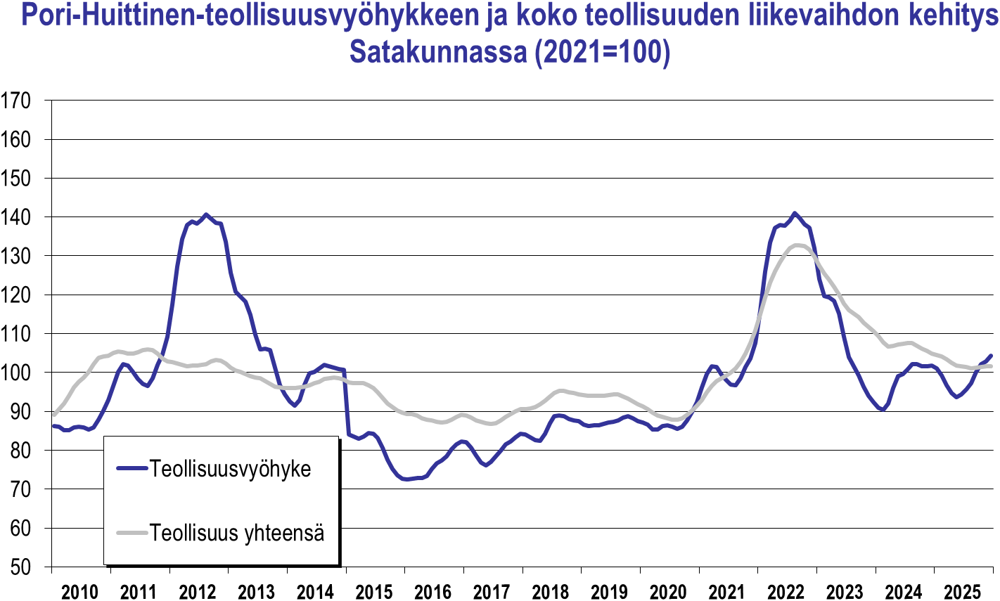 Pori-Huittinen-teollisuusvyöhykkeen ja koko teollisuuden liikevaihdon kehitys
Satakunnassa (2021=100)
170
160
150
140
130
120
110
100
90
80
70
60
50
Teollisuusvyöhyke
Teollisuus yhteensä
2010 2011 2012 2013 2014 2015 2016 2017 2018 2019 2020 2021 2022 2023 2024 2025